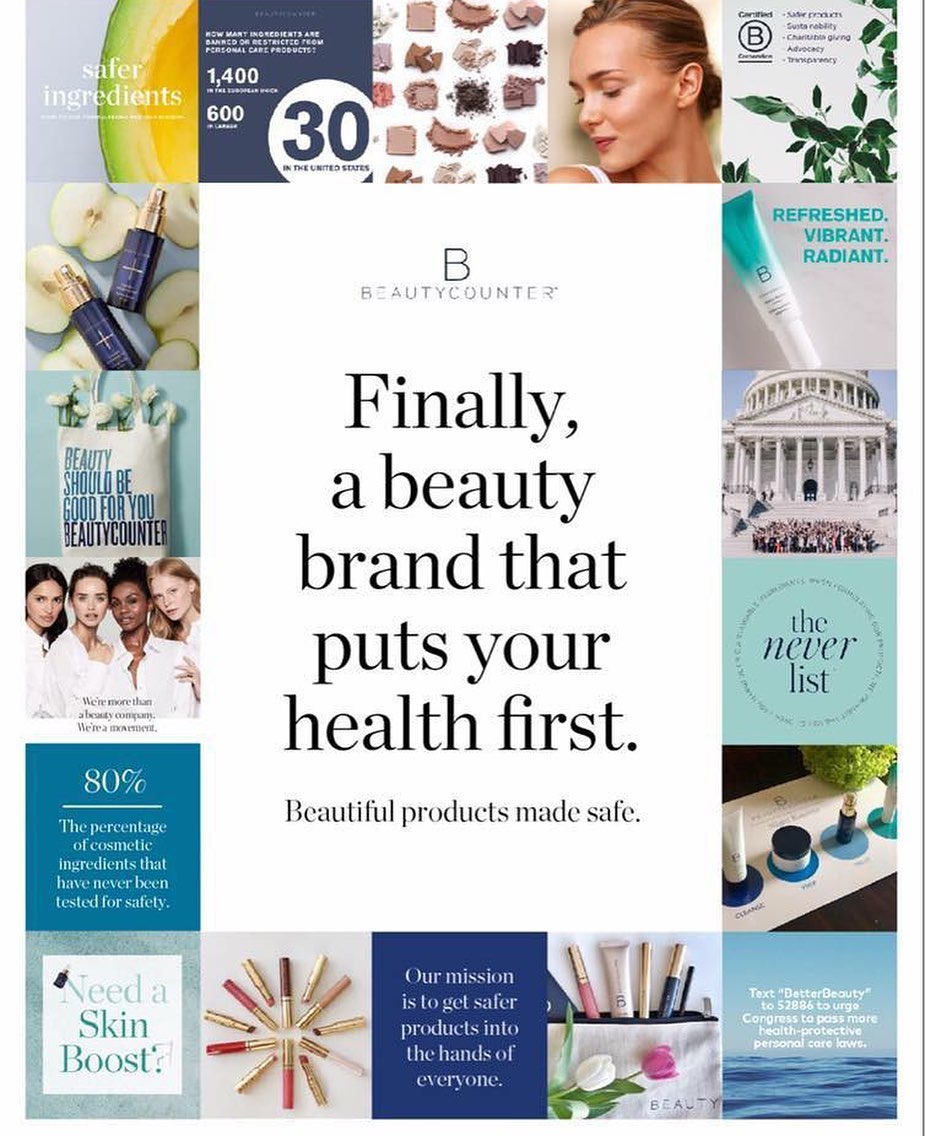 safer
ingredients
BEAUTYCOUNTER
HOW MANY INGREDIENTS ARE
BANNED OR RESTRICTED FROM
PERSONAL CARE PRODUCTS?
1,400
IN THE EUROPEAN UNION
600
IN CANADA
30
IN THE UNITED STATES
Certified
B
Corporation
- Safer products
- Sustainability
- Charitable giving
- Advocacy
- Transparency
REFRESHED.
VIBRANT.
RADIANT.
B
B
BEAUTYCOUNTER
Finally,
a beauty
brand that
puts your
health first.
Beautiful products made safe.
BEAUTY
SHOULD BE
GOOD FOR YOU
BEAUTYCOUNTER
We're more than
a beauty company.
We're a movement.
the
never
list
80%
The percentage
of cosmetic
ingredients that
have never been
tested for safety.
CLEANSE
PREP
TREAT
Need a
Skin
Boost?
Our mission
is to get safer
products into
the hands of
everyone.
B
BEAUTY
Text "BetterBeauty"
to 52886 to urge
Congress to pass more
health-protective
personal care laws.